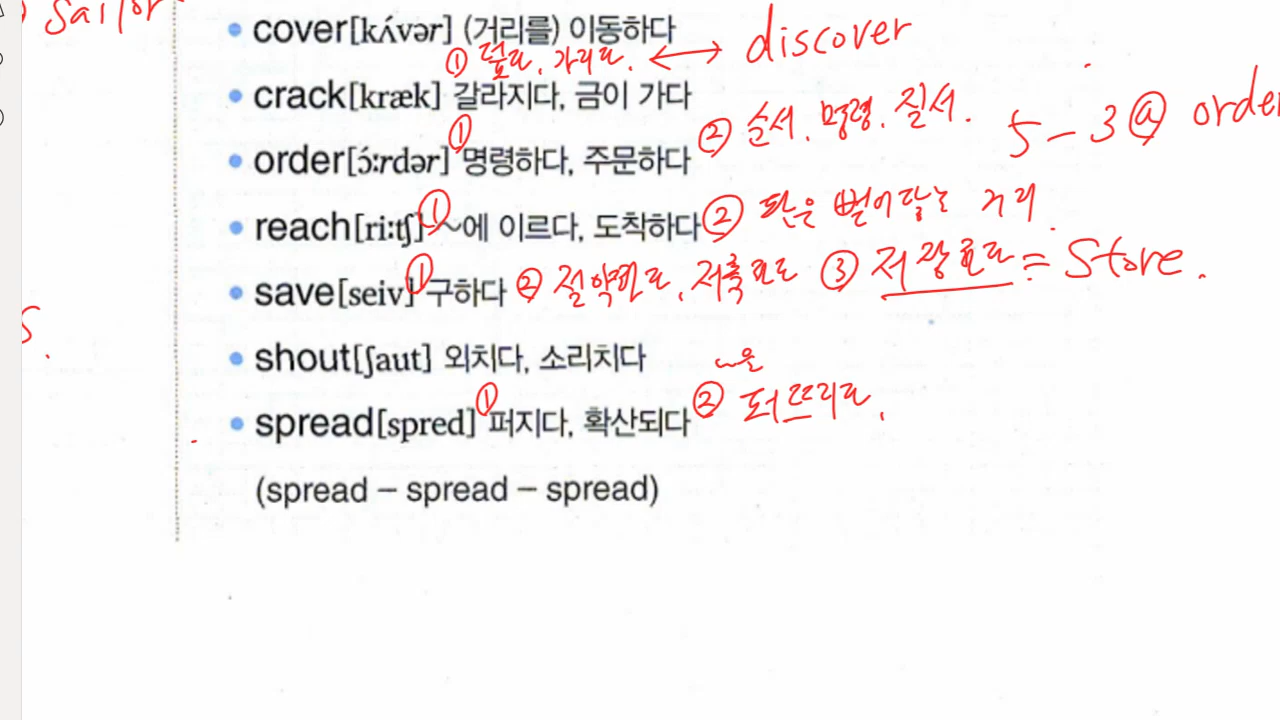 sailor
cover[kʌ́vər] (거리를) 이동하다
① 덮다. 가리다. ↔ discover
crack[kræk] 갈라지다, 금이 가다
order[ɔ́ːrdər] ① 명령하다, 주문하다 ② 순서. 명령. 질서. 5-3 ⓐ order
reach[riːtʃ] ① ~에 이르다, 도착하다 ② 팔을 뻗어 닿는 거리.
save[seiv] ① 구하다 ② 절약하다, 저축하다 ③ 저장하다 = Store.
s.
shout[ʃaut] 외치다, 소리치다
~을
spread[spred] ① 퍼지다, 확산되다 ② 퍼뜨리다.
(spread – spread – spread)